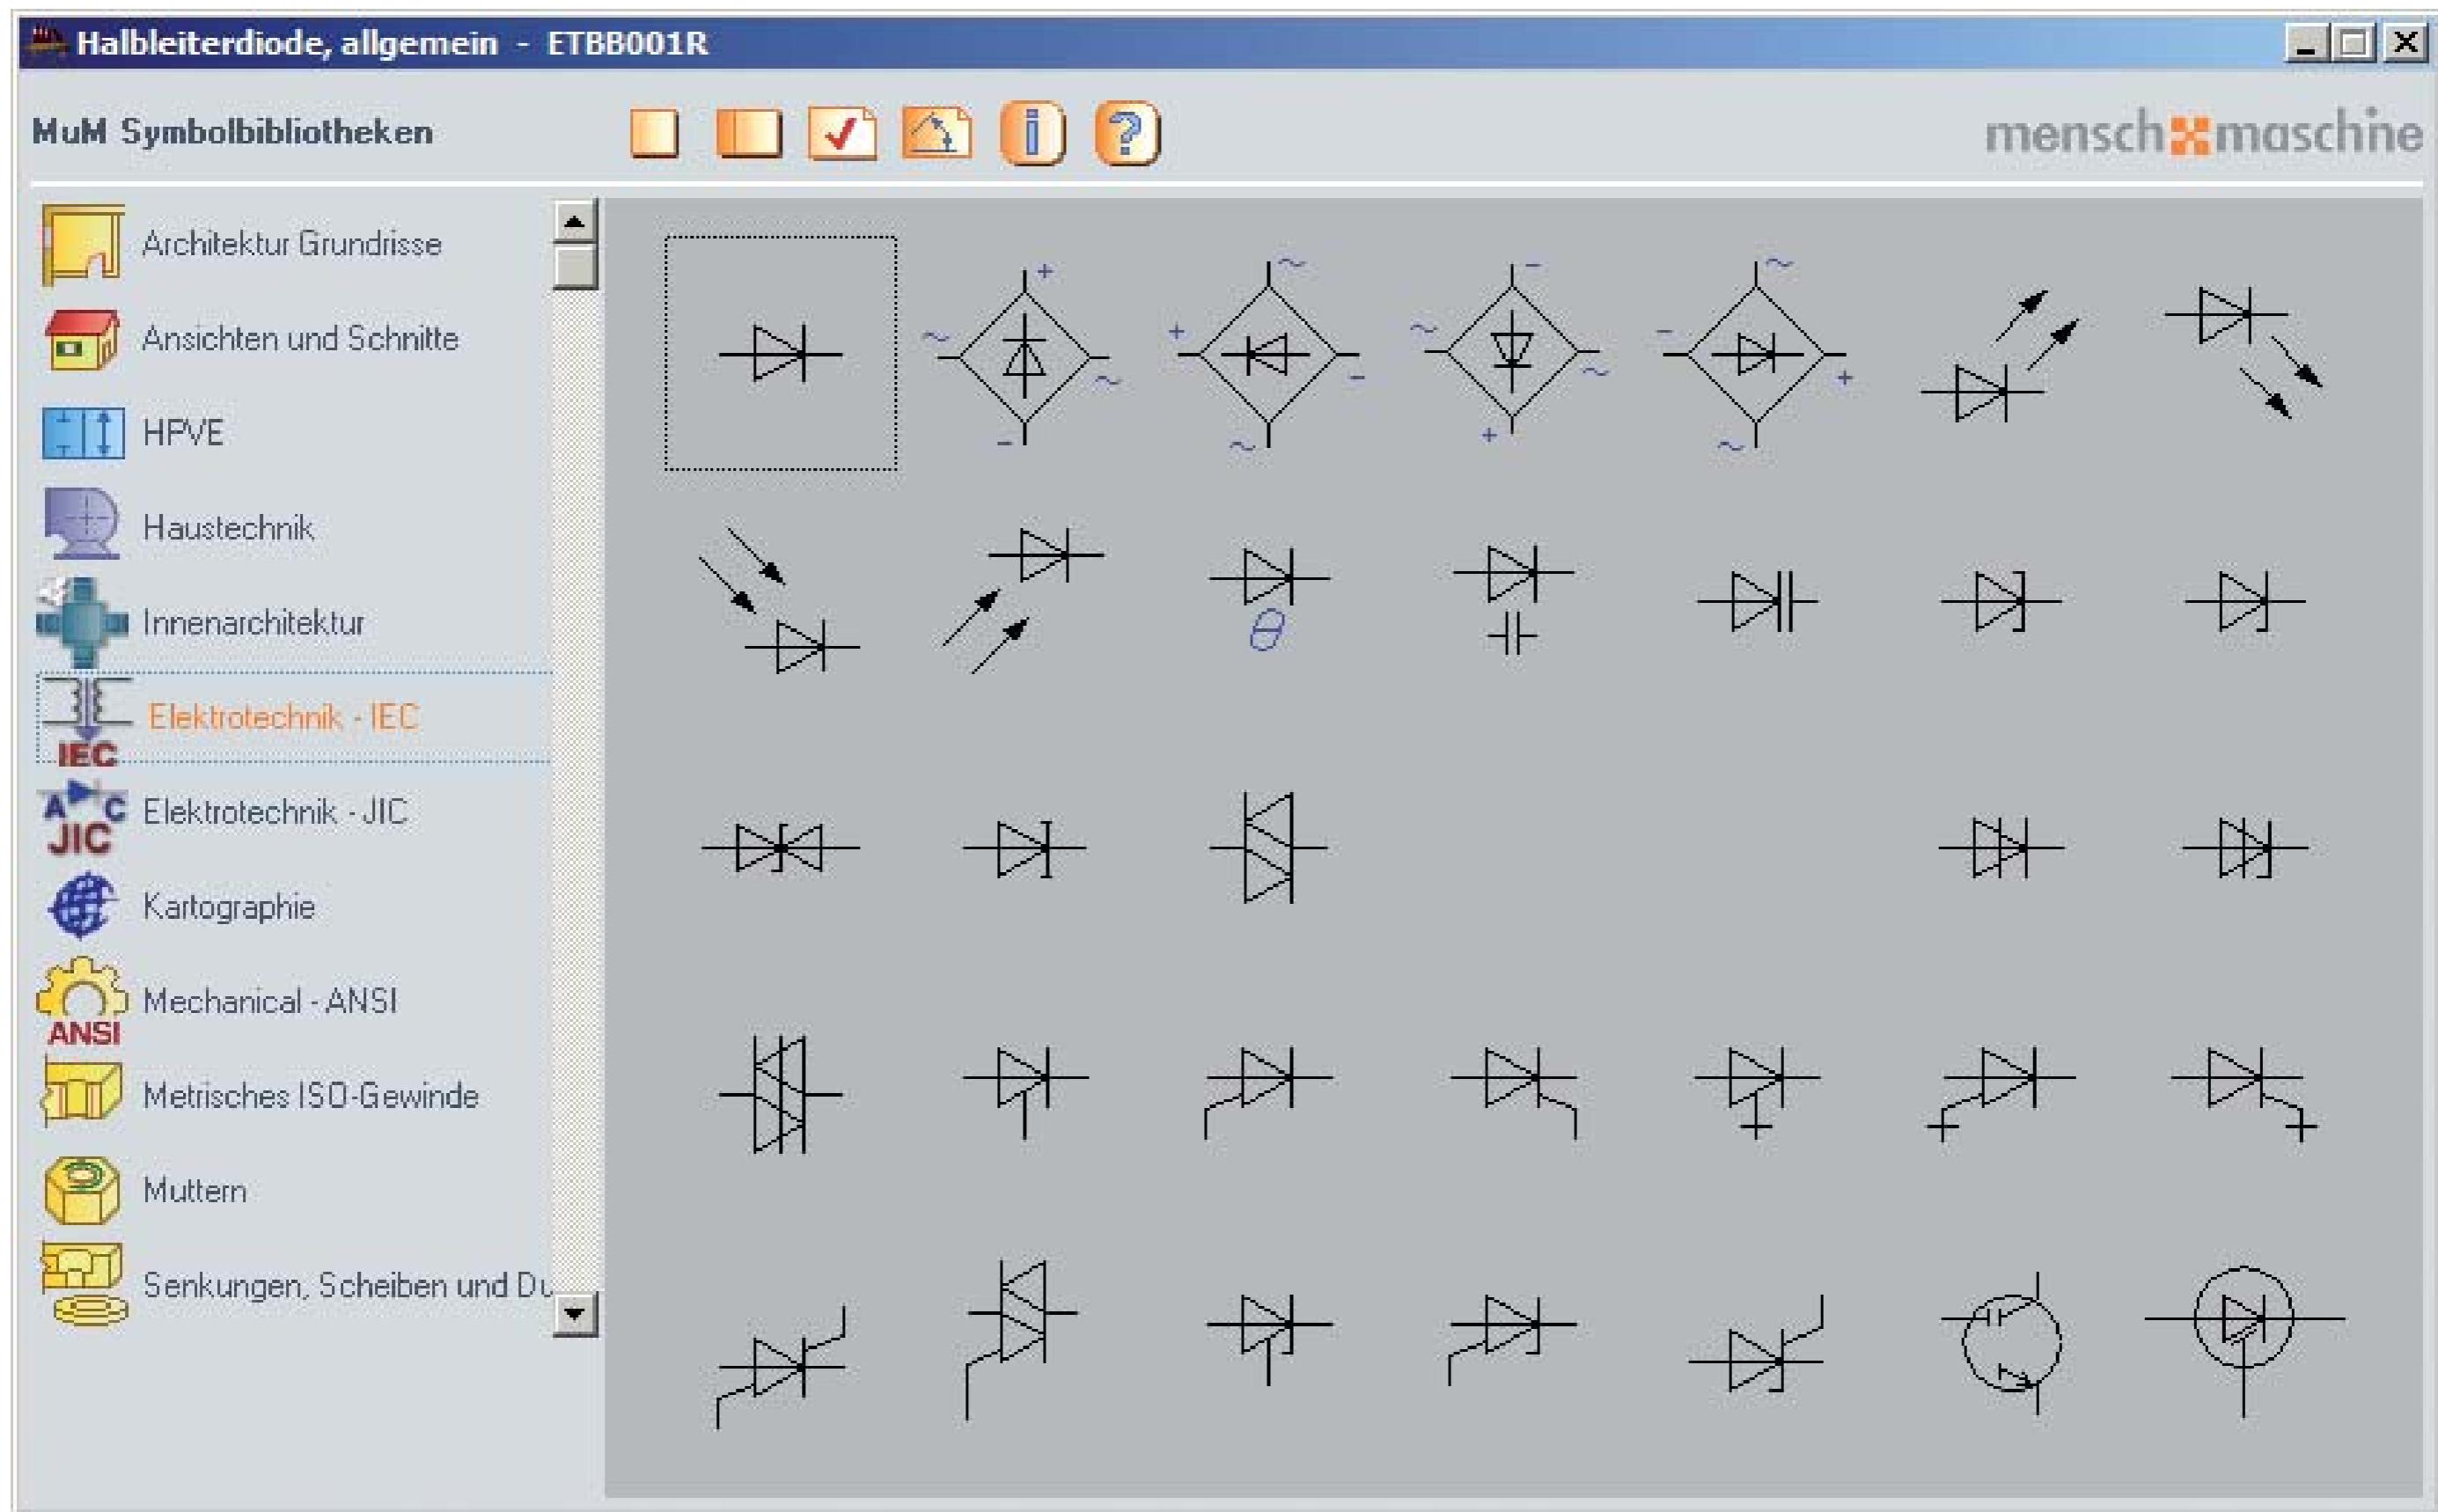 Halbleiterdiode, allgemein - ETBB001R
MuM Symbolbibliotheken
i
?
mensch maschine
Architektur Grundrisse
Ansichten und Schnitte
HPVE
Haustechnik
Innenarchitektur
IEC
Elektrotechnik - IEC
A C
JIC
Elektrotechnik - JIC
Kartographie
ANSI
Mechanical - ANSI
Metrisches ISO-Gewinde
Muttern
Senkungen, Scheiben und Du
+ ~ ~ -
~ + - ~
- ~ ~ +
~ - + ~
θ